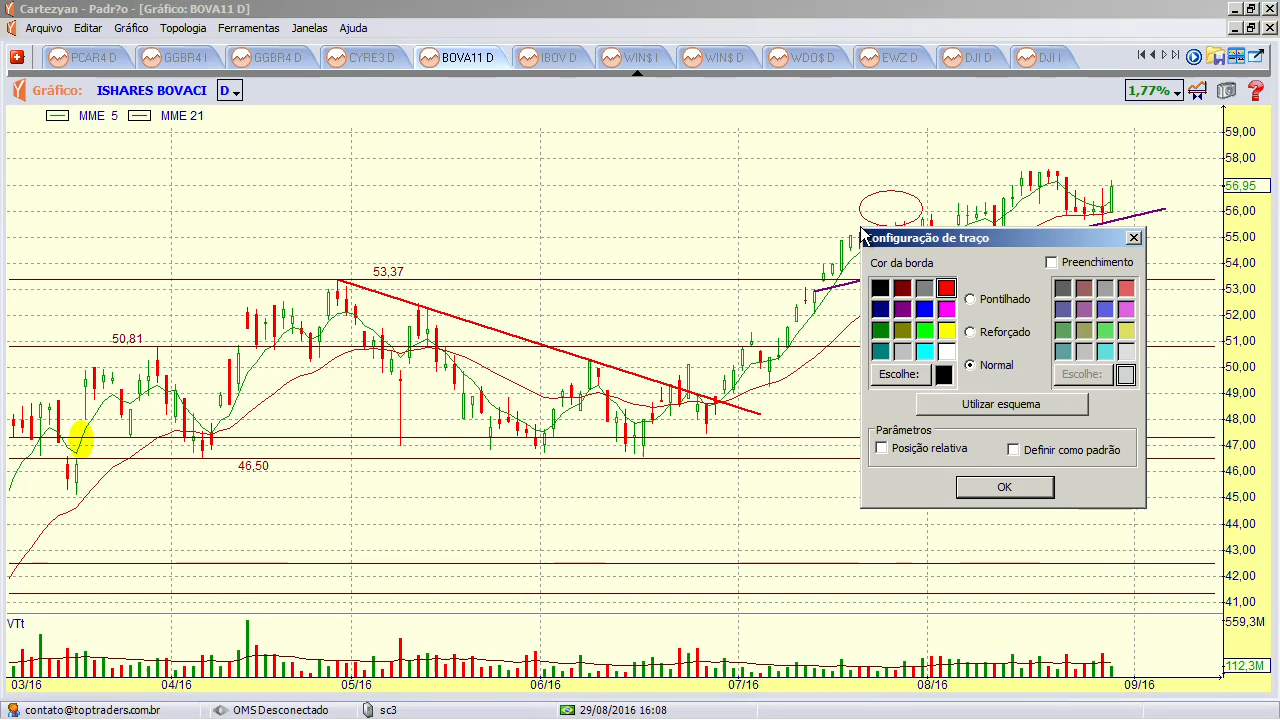 Cartezyan - Padr?o - [Gráfico: BOVA11 D]
Arquivo Editar Gráfico Topologia Ferramentas Janelas Ajuda
PCAR4 D GGBR4 I GGBR4 D CYRE3 D BOVA11 D IBOV D WIN$ I WIN$ D WDO$ D EWZ D DJI D DJI I
Gráfico: ISHARES BOVACI D 1,77%
MME 5 MME 21
59,00
58,00
56,95
56,00
55,00
54,00
53,00
52,00
51,00
50,00
49,00
48,00
47,00
46,00
45,00
44,00
43,00
42,00
41,00
53,37
50,81
46,50
Configuração de traço
Cor da borda
Preenchimento
Pontilhado
Reforçado
Normal
Escolhe:
Escolhe:
Utilizar esquema
Parâmetros
Posição relativa
Definir como padrão
OK
VTt
559,3M
112,3M
03/16 04/16 05/16 06/16 07/16 08/16 09/16
contato@toptraders.com.br OMS Desconectado sc3 29/08/2016 16:08